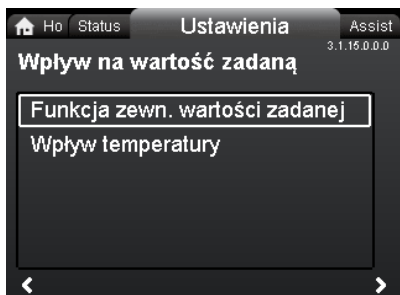 Ho Status Ustawienia Assist
3.1.15.0.0.0
Wpływ na wartość zadaną
Funkcja zewn. wartości zadanej
Wpływ temperatury